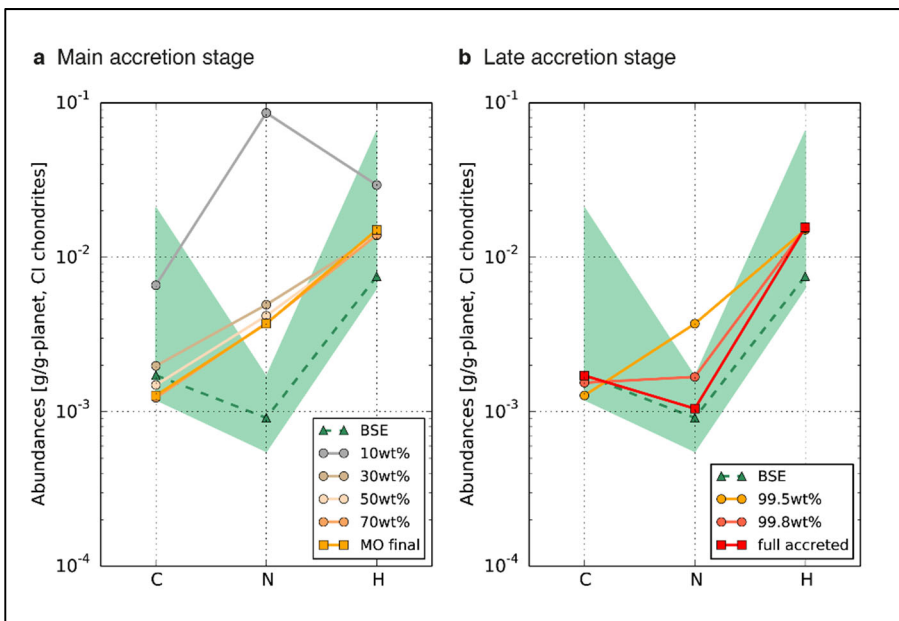 a Main accretion stage
Abundances [g/g-planet, CI chondrites]
10^-1
10^-2
10^-3
10^-4
C N H
BSE
10wt%
30wt%
50wt%
70wt%
MO final
b Late accretion stage
Abundances [g/g-planet, CI chondrites]
10^-1
10^-2
10^-3
10^-4
C N H
BSE
99.5wt%
99.8wt%
full accreted